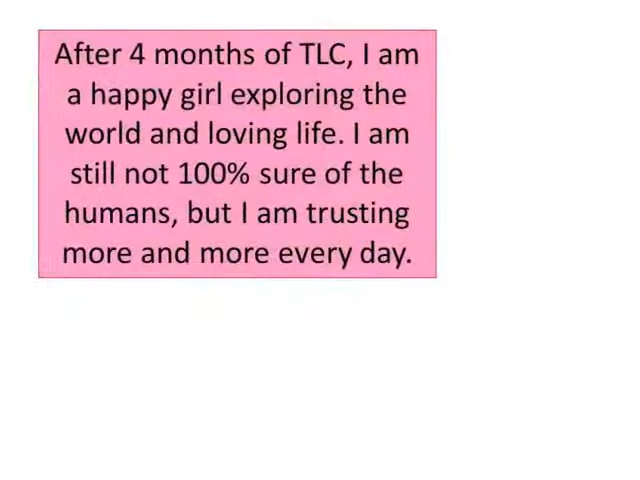 After 4 months of TLC, I am
a happy girl exploring the
world and loving life. I am
still not 100% sure of the
humans, but I am trusting
more and more every day.